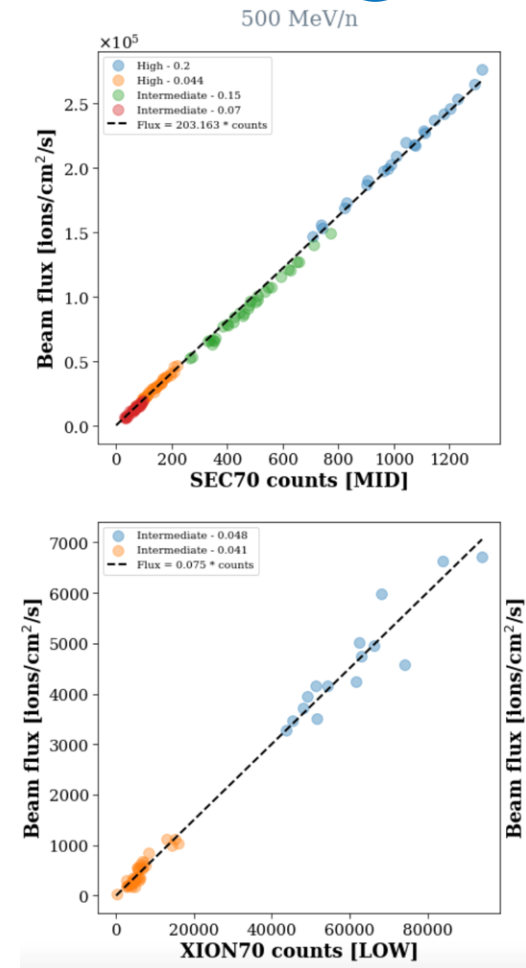 500 MeV/n
×10⁵
High - 0.2
High - 0.044
Intermediate - 0.15
Intermediate - 0.07
Flux = 203.163 * counts
2.5
2.0
1.5
1.0
0.5
0.0
Beam flux [ions/cm²/s]
0 200 400 600 800 1000 1200
SEC70 counts [MID]
Intermediate - 0.048
Intermediate - 0.041
Flux = 0.075 * counts
7000
6000
5000
4000
3000
2000
1000
0
Beam flux [ions/cm²/s]
Beam flux [ions/cm²/s]
0 20000 40000 60000 80000
XION70 counts [LOW]